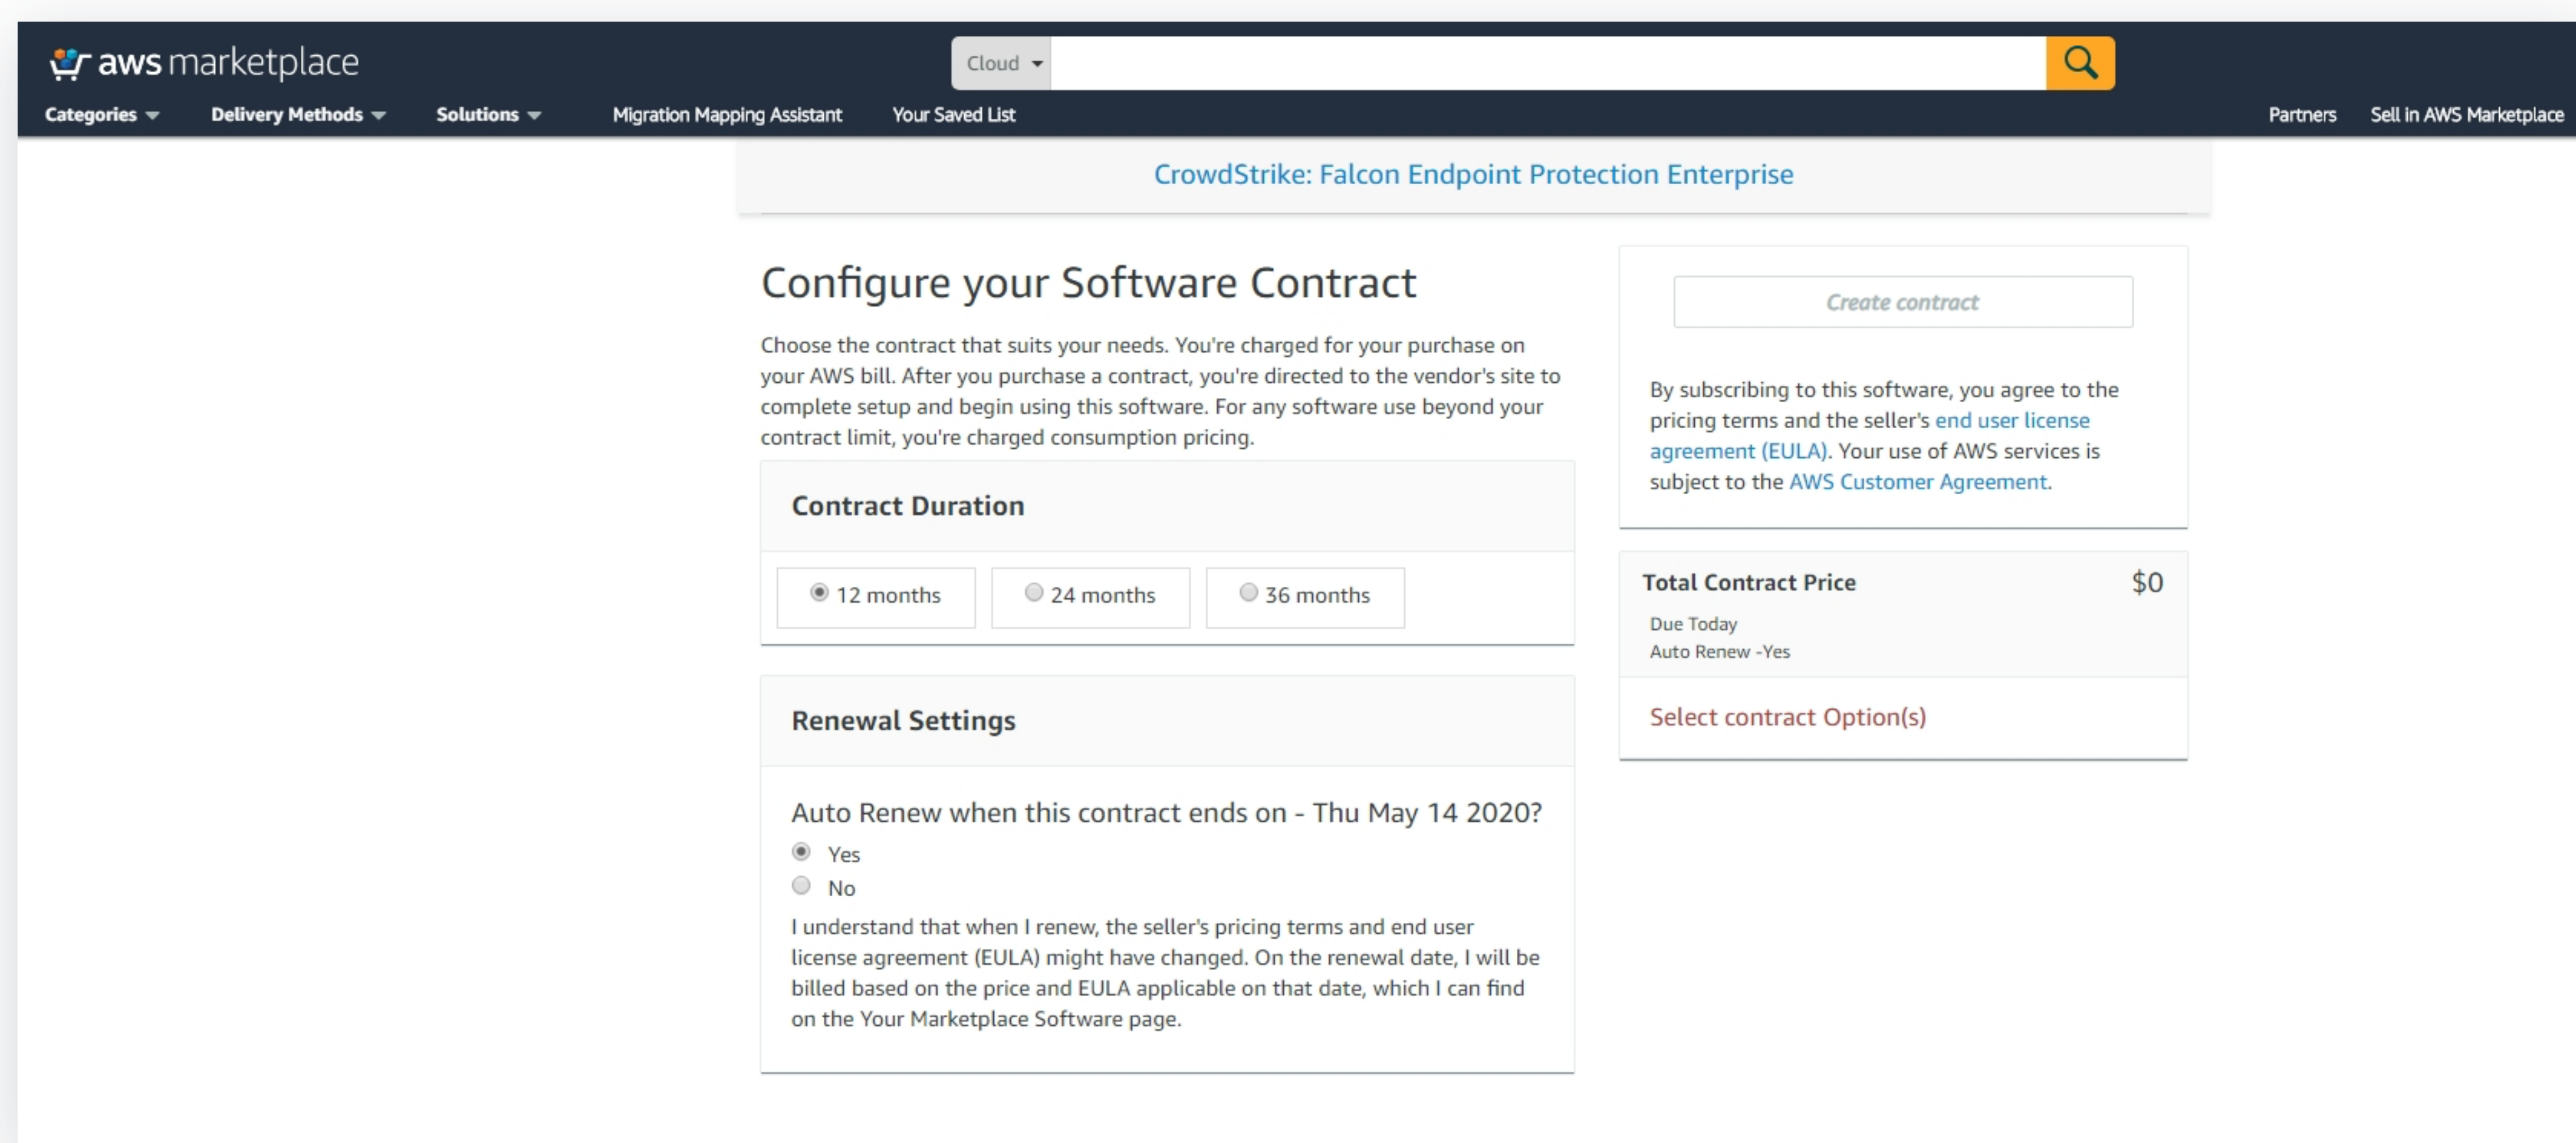 aws marketplace
Cloud
Categories Delivery Methods Solutions Migration Mapping Assistant Your Saved List Partners Sell in AWS Marketplace
CrowdStrike: Falcon Endpoint Protection Enterprise
Configure your Software Contract
Choose the contract that suits your needs. You're charged for your purchase on
your AWS bill. After you purchase a contract, you're directed to the vendor's site to
complete setup and begin using this software. For any software use beyond your
contract limit, you're charged consumption pricing.
Contract Duration
12 months 24 months 36 months
Renewal Settings
Auto Renew when this contract ends on - Thu May 14 2020?
Yes
No
I understand that when I renew, the seller's pricing terms and end user
license agreement (EULA) might have changed. On the renewal date, I will be
billed based on the price and EULA applicable on that date, which I can find
on the Your Marketplace Software page.
Create contract
By subscribing to this software, you agree to the
pricing terms and the seller's end user license
agreement (EULA). Your use of AWS services is
subject to the AWS Customer Agreement.
Total Contract Price $0
Due Today
Auto Renew -Yes
Select contract Option(s)